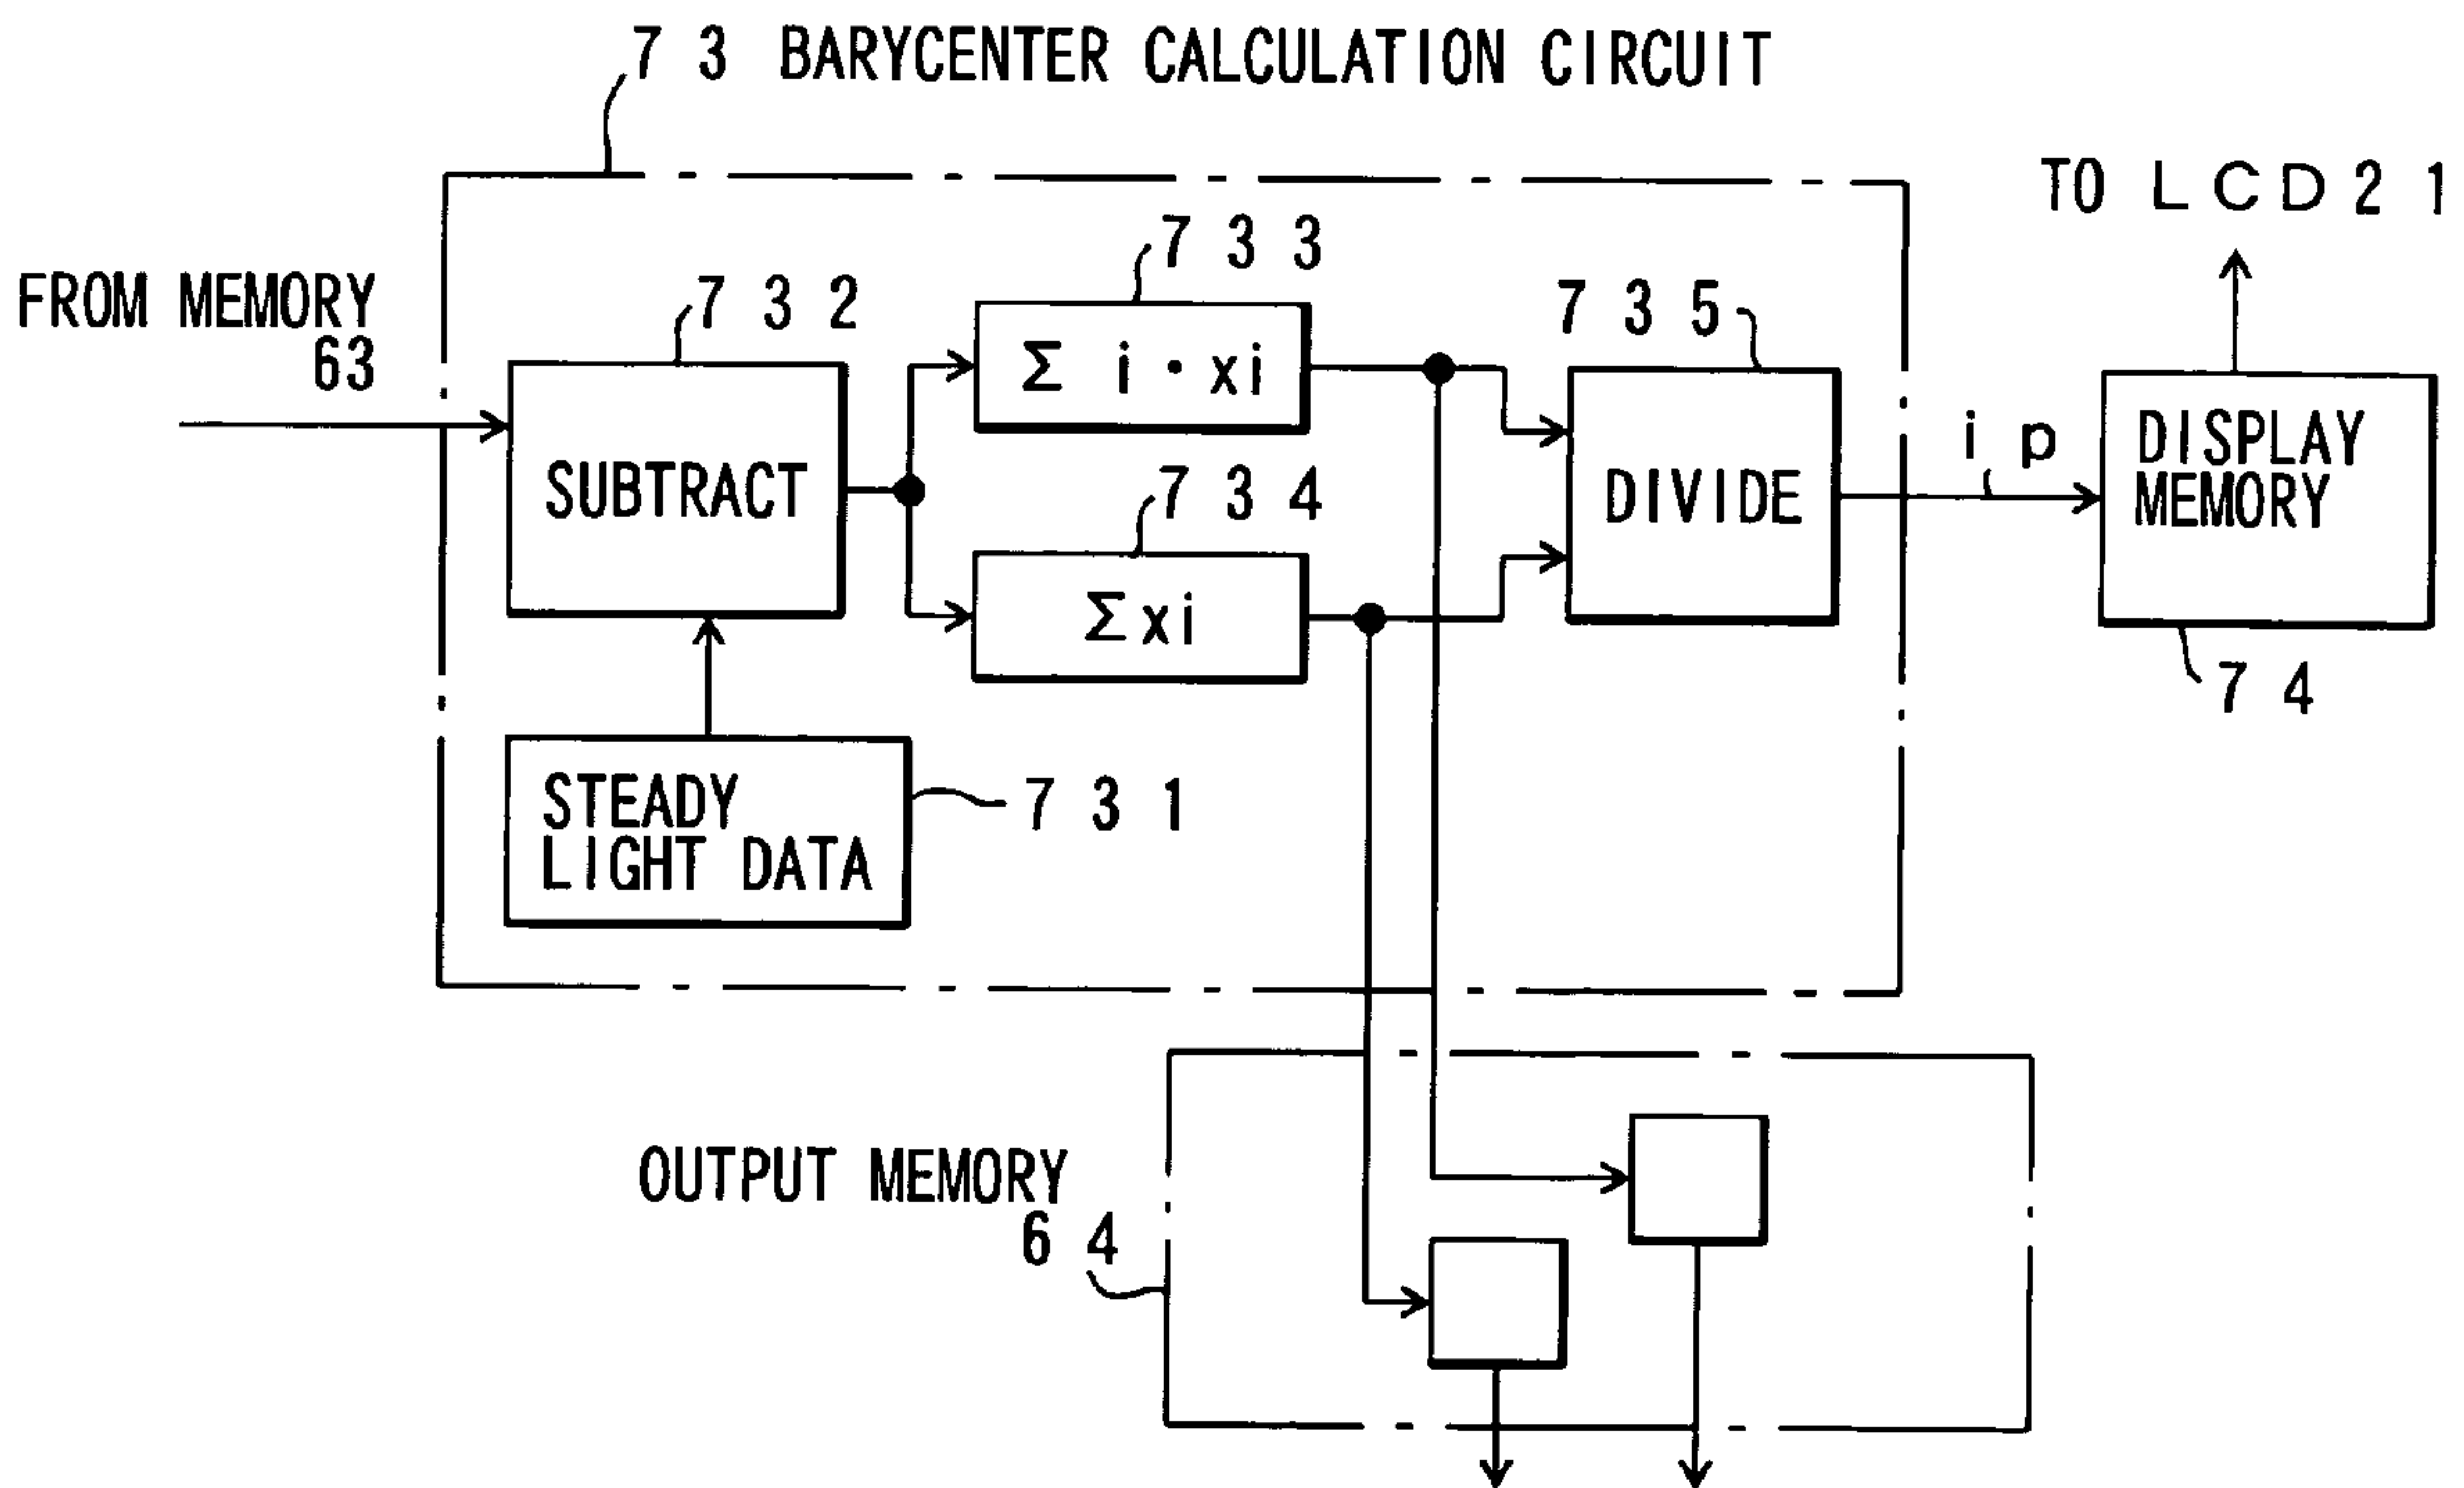 7 3 BARYCENTER CALCULATION CIRCUIT
TO LCD 2 1
FROM MEMORY
63
7 3 2
7 3 3
7 3 5
Σ i · xi
SUBTRACT
7 3 4
DIVIDE
i p
DISPLAY
MEMORY
Σ xi
7 4
STEADY
LIGHT DATA
7 3 1
OUTPUT MEMORY
6 4